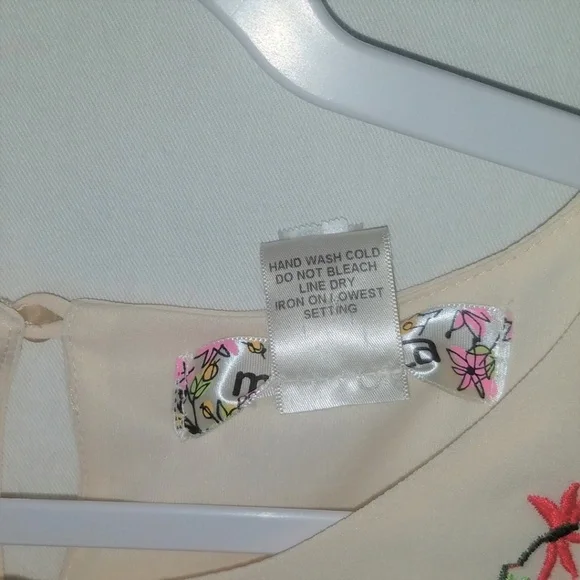 HAND WASH COLD
DO NOT BLEACH
LINE DRY
IRON ON LOWEST
SETTING